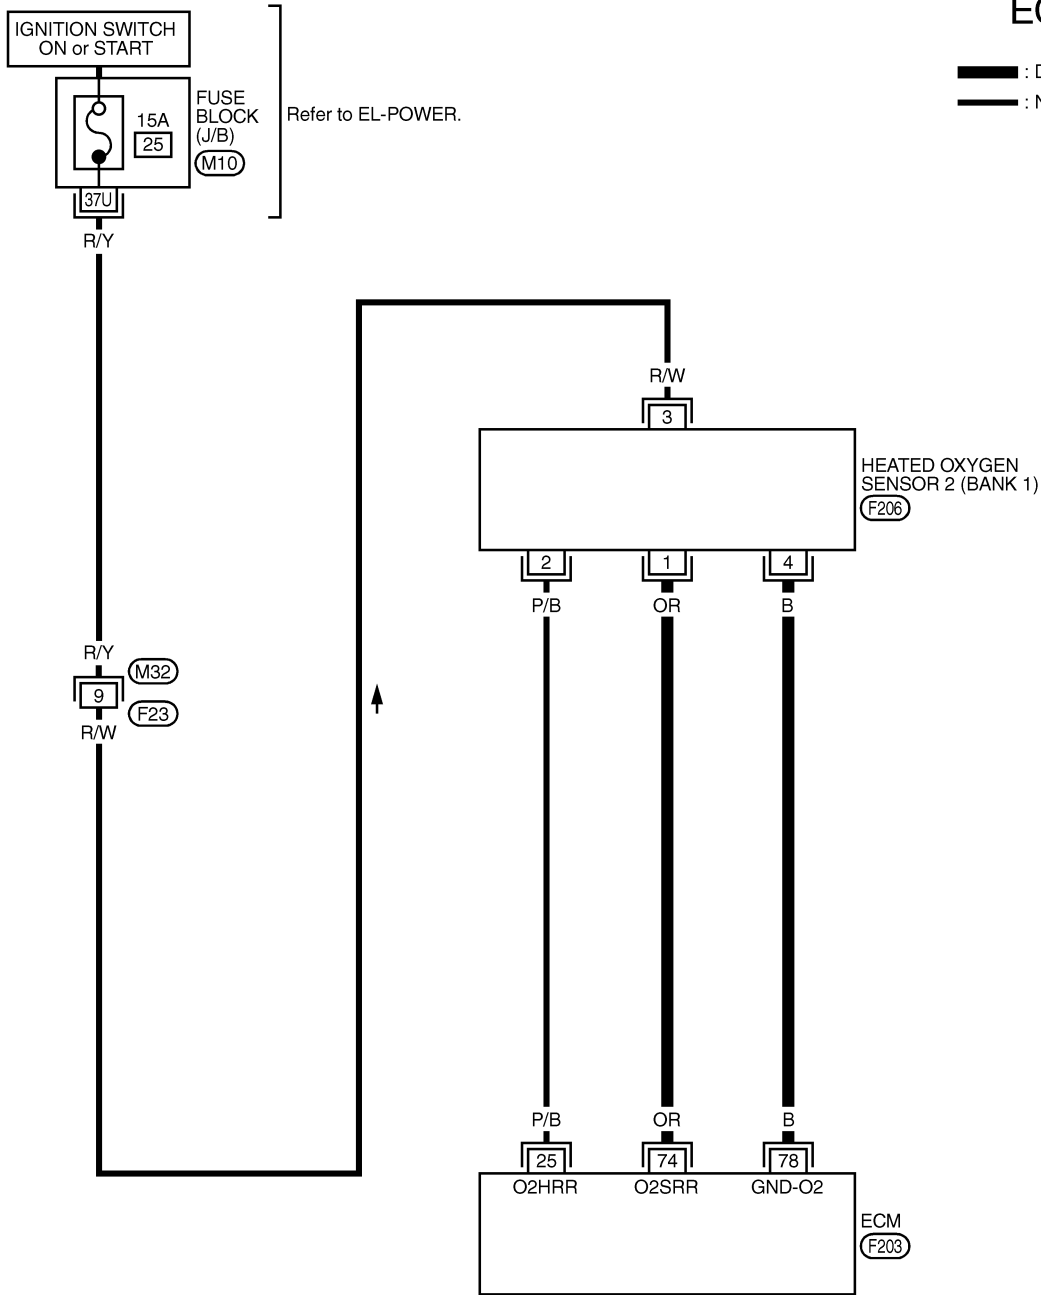 EC
IGNITION SWITCH
ON or START
: D
: N
FUSE
BLOCK
(J/B)
M10
15A
25
Refer to EL-POWER.
37U
R/Y
R/W
3
HEATED OXYGEN
SENSOR 2 (BANK 1)
F206
2 1 4
P/B OR B
R/Y
M32
9
F23
R/W
P/B OR B
25 74 78
O2HRR O2SRR GND-O2
ECM
F203